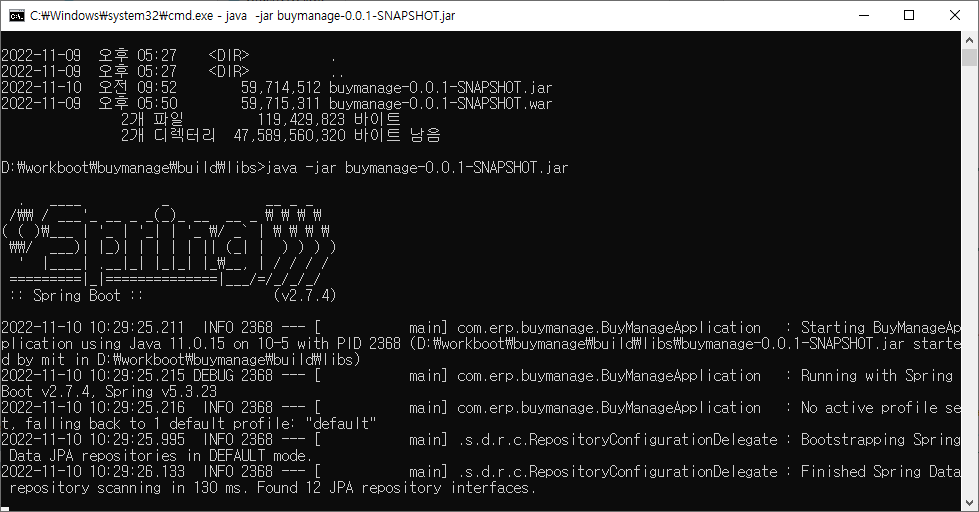 C:₩Windows₩system32₩cmd.exe - java  -jar buymanage-0.0.1-SNAPSHOT.jar
2022-11-09  오후 05:27    <DIR>          .
2022-11-09  오후 05:27    <DIR>          ..
2022-11-10  오전 09:52        59,714,512 buymanage-0.0.1-SNAPSHOT.jar
2022-11-09  오후 05:50        59,715,311 buymanage-0.0.1-SNAPSHOT.war
2개 파일         119,429,823 바이트
2개 디렉터리  47,589,560,320 바이트 남음
D:₩workboot₩buymanage₩build₩libs>java -jar buymanage-0.0.1-SNAPSHOT.jar
Spring
:: Spring Boot ::                (v2.7.4)
2022-11-10 10:29:25.211  INFO 2368 --- [           main] com.erp.buymanage.BuyManageApplication   : Starting BuyManageAp
plication using Java 11.0.15 on 10-5 with PID 2368 (D:₩workboot₩buymanage₩build₩libs₩buymanage-0.0.1-SNAPSHOT.jar starte
d by mit in D:₩workboot₩buymanage₩build₩libs)
2022-11-10 10:29:25.215 DEBUG 2368 --- [           main] com.erp.buymanage.BuyManageApplication   : Running with Spring
Boot v2.7.4, Spring v5.3.23
2022-11-10 10:29:25.216  INFO 2368 --- [           main] com.erp.buymanage.BuyManageApplication   : No active profile se
t, falling back to 1 default profile: "default"
2022-11-10 10:29:25.995  INFO 2368 --- [           main] .s.d.r.c.RepositoryConfigurationDelegate : Bootstrapping Spring
Data JPA repositories in DEFAULT mode.
2022-11-10 10:29:26.133  INFO 2368 --- [           main] .s.d.r.c.RepositoryConfigurationDelegate : Finished Spring Data
repository scanning in 130 ms. Found 12 JPA repository interfaces.